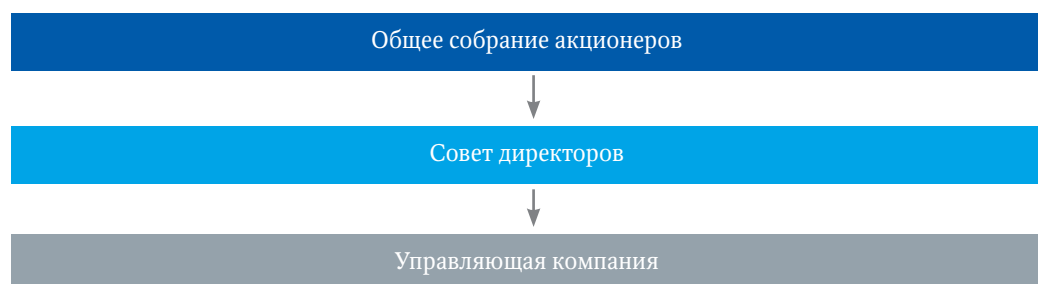 Общее собрание акционеров
Совет директоров
Управляющая компания